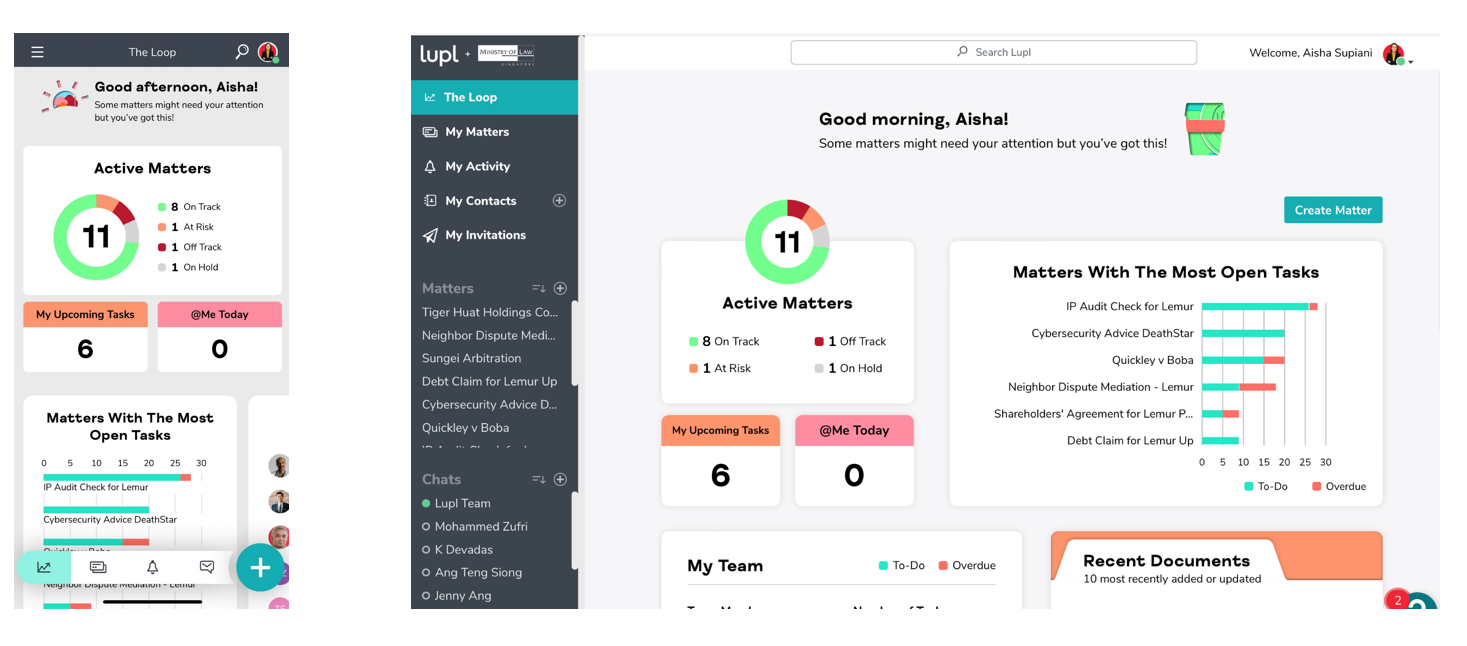 The Loop
Good afternoon, Aisha!
Some matters might need your attention
but you've got this!
Active Matters
11
8 On Track
1 At Risk
1 Off Track
1 On Hold
My Upcoming Tasks
6
@Me Today
0
Matters With The Most
Open Tasks
0 5 10 15 20 25 30
IP Audit Check for Lemur
Cybersecurity Advice DeathStar
Quickley v Boba
Neighbor Dispute Mediation - Lemur
lupl + MINISTRY OF LAW
SINGAPORE
Search Lupl
Welcome, Aisha Supiani
The Loop
My Matters
My Activity
My Contacts
My Invitations
Matters
Tiger Huat Holdings Co...
Neighbor Dispute Medi...
Sungei Arbitration
Debt Claim for Lemur Up
Cybersecurity Advice D...
Quickley v Boba
Chats
Lupl Team
Mohammed Zufri
K Devadas
Ang Teng Siong
Jenny Ang
Good morning, Aisha!
Some matters might need your attention but you've got this!
Create Matter
11
Active Matters
8 On Track
1 Off Track
1 At Risk
1 On Hold
My Upcoming Tasks
6
@Me Today
0
Matters With The Most Open Tasks
IP Audit Check for Lemur
Cybersecurity Advice DeathStar
Quickley v Boba
Neighbor Dispute Mediation - Lemur
Shareholders' Agreement for Lemur P...
Debt Claim for Lemur Up
0 5 10 15 20 25 30
To-Do Overdue
My Team
To-Do Overdue
Recent Documents
10 most recently added or updated
2